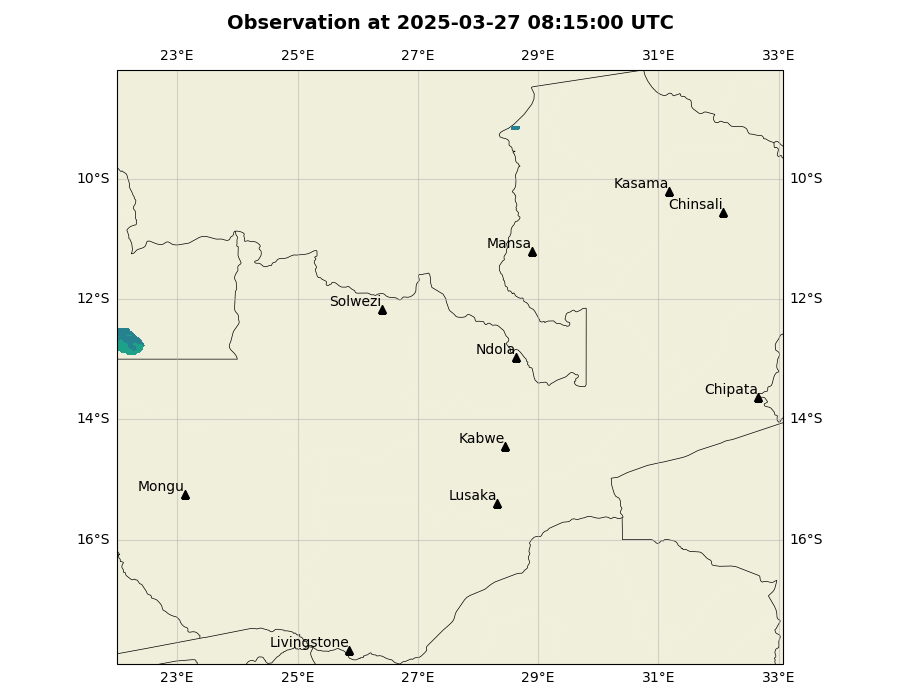 Observation at 2025-03-27 08:15:00 UTC
23°E 25°E 27°E 29°E 31°E 33°E
10°S 10°S
Kasama
Chinsali
Mansa
12°S 12°S
Solwezi
Ndola
Chipata
14°S 14°S
Kabwe
Mongu
Lusaka
16°S 16°S
Livingstone
23°E 25°E 27°E 29°E 31°E 33°E